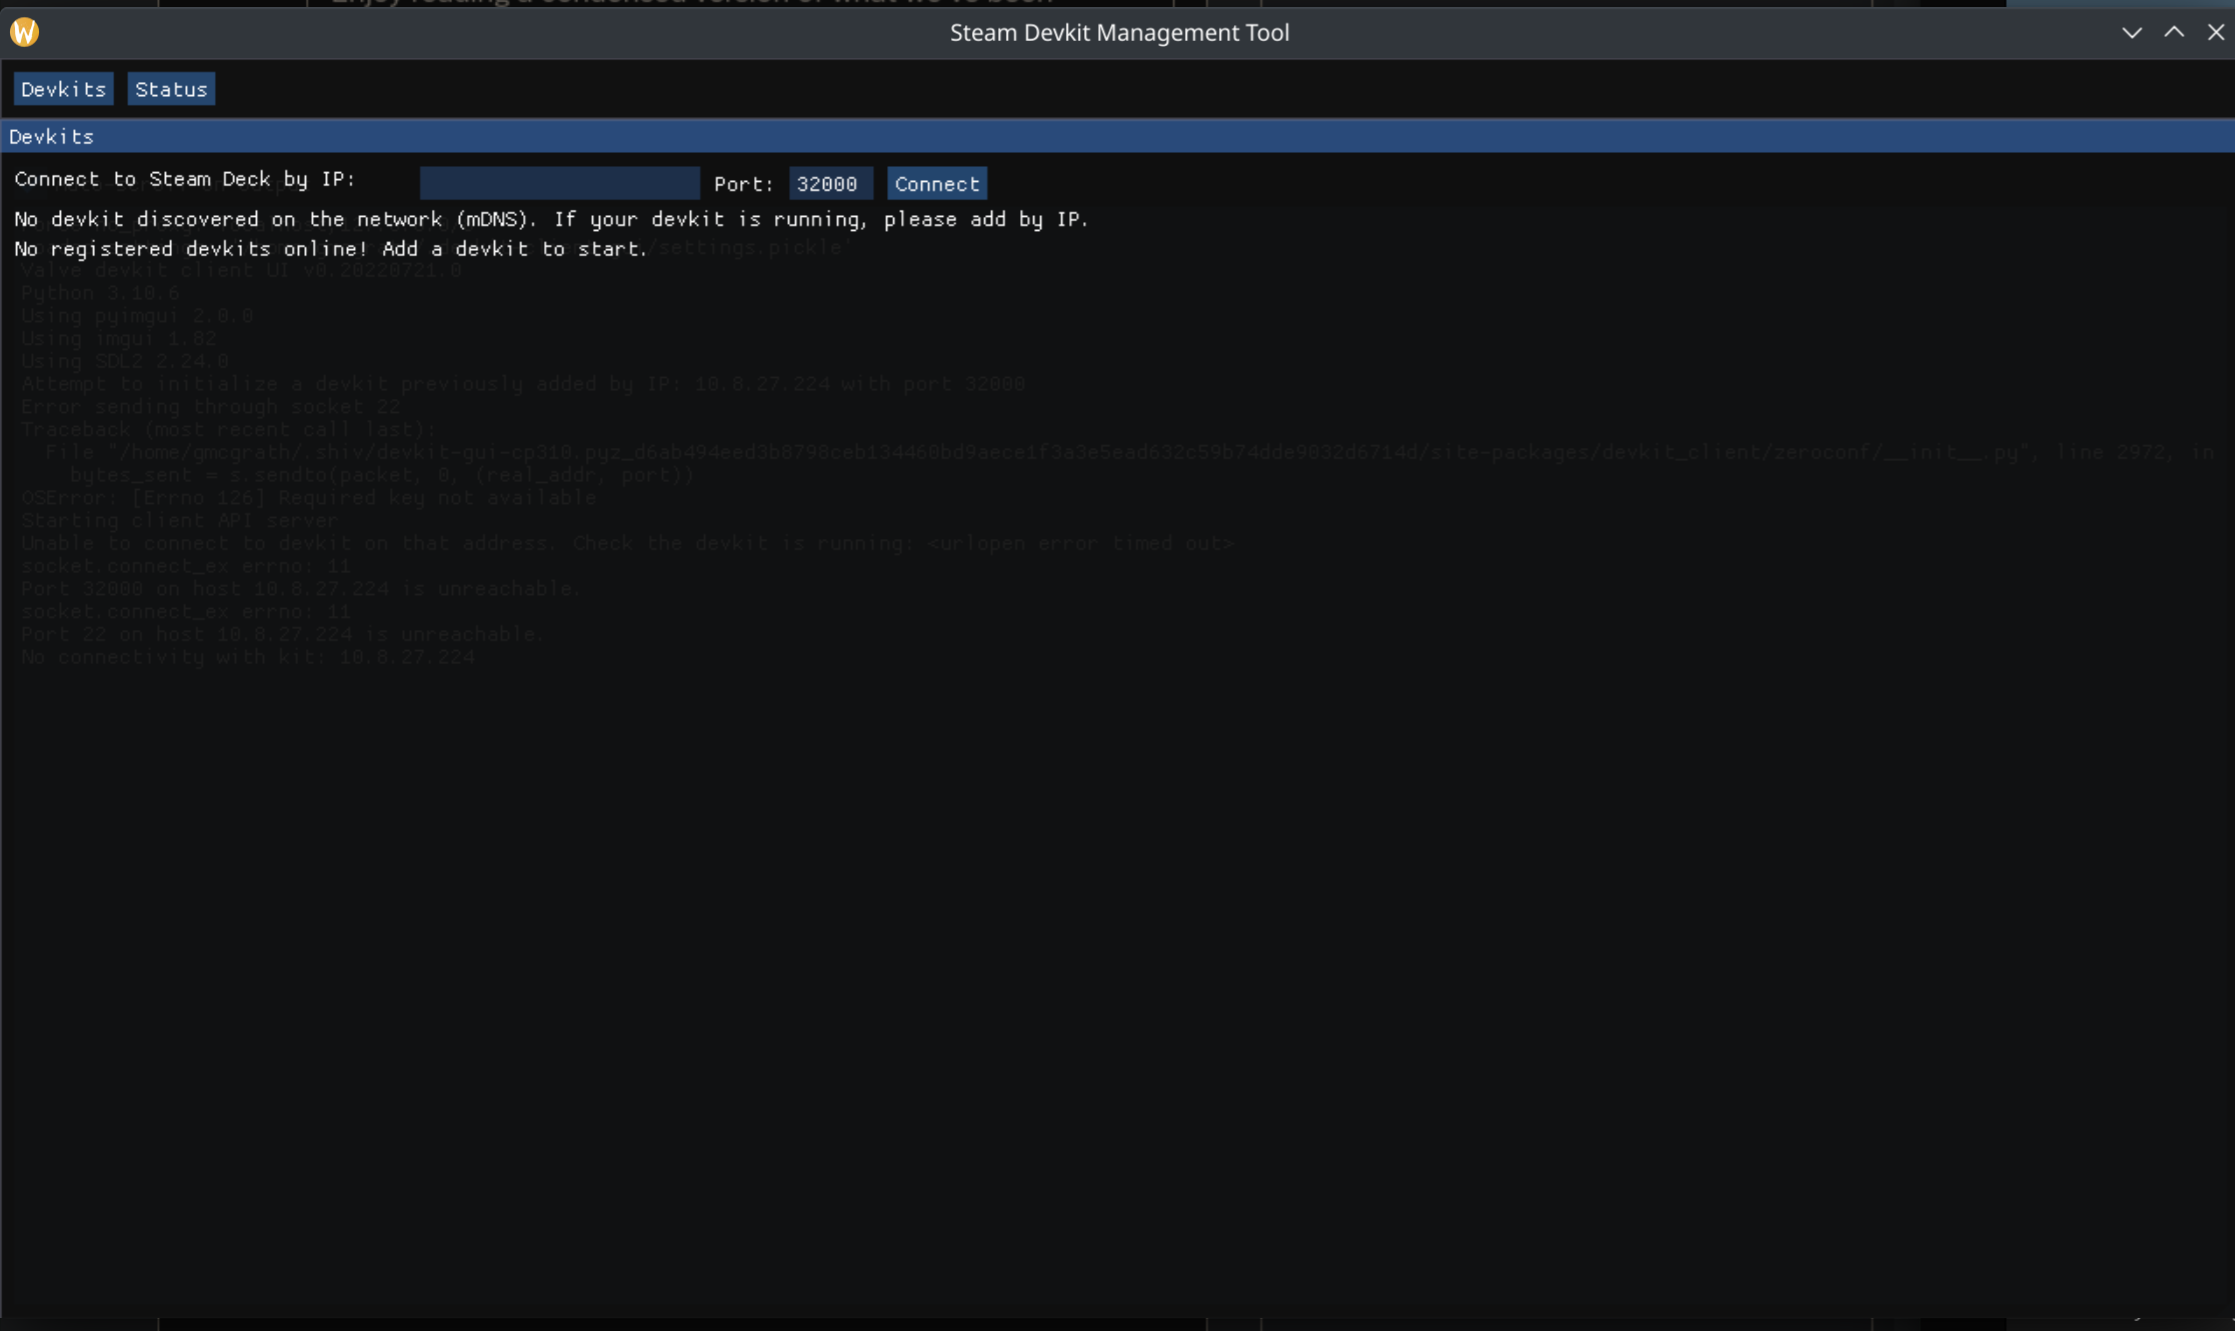 Enjoy reading a condensed version of what we've been
Steam Devkit Management Tool
Devkits Status
Devkits
Connect to Steam Deck by IP: Port: 32000 Connect
No devkit discovered on the network (mDNS). If your devkit is running, please add by IP.
No registered devkits online! Add a devkit to start. /settings.pickle'
Valve devkit client UI v0.20220721.0
Python 3.10.6
Using pyimgui 2.0.0
Using imgui 1.82
Using SDL2 2.24.0
Attempt to initialize a devkit previously added by IP: 10.8.27.224 with port 32000
Error sending through socket 22
Traceback (most recent call last):
File "/home/gmcgrath/.shiv/devkit-gui-cp310.pyz_d6ab494eed3b8798ceb134460bd9aece1f3a3e5ead632c59b74dde9032d6714d/site-packages/devkit_client/zeroconf/__init__.py", line 2972, in
bytes_sent = s.sendto(packet, 0, (real_addr, port))
OSError: [Errno 126] Required key not available
Starting client API server
Unable to connect to devkit on that address. Check the devkit is running: <urlopen error timed out>
socket.connect_ex errno: 11
Port 32000 on host 10.8.27.224 is unreachable.
socket.connect_ex errno: 11
Port 22 on host 10.8.27.224 is unreachable.
No connectivity with kit: 10.8.27.224